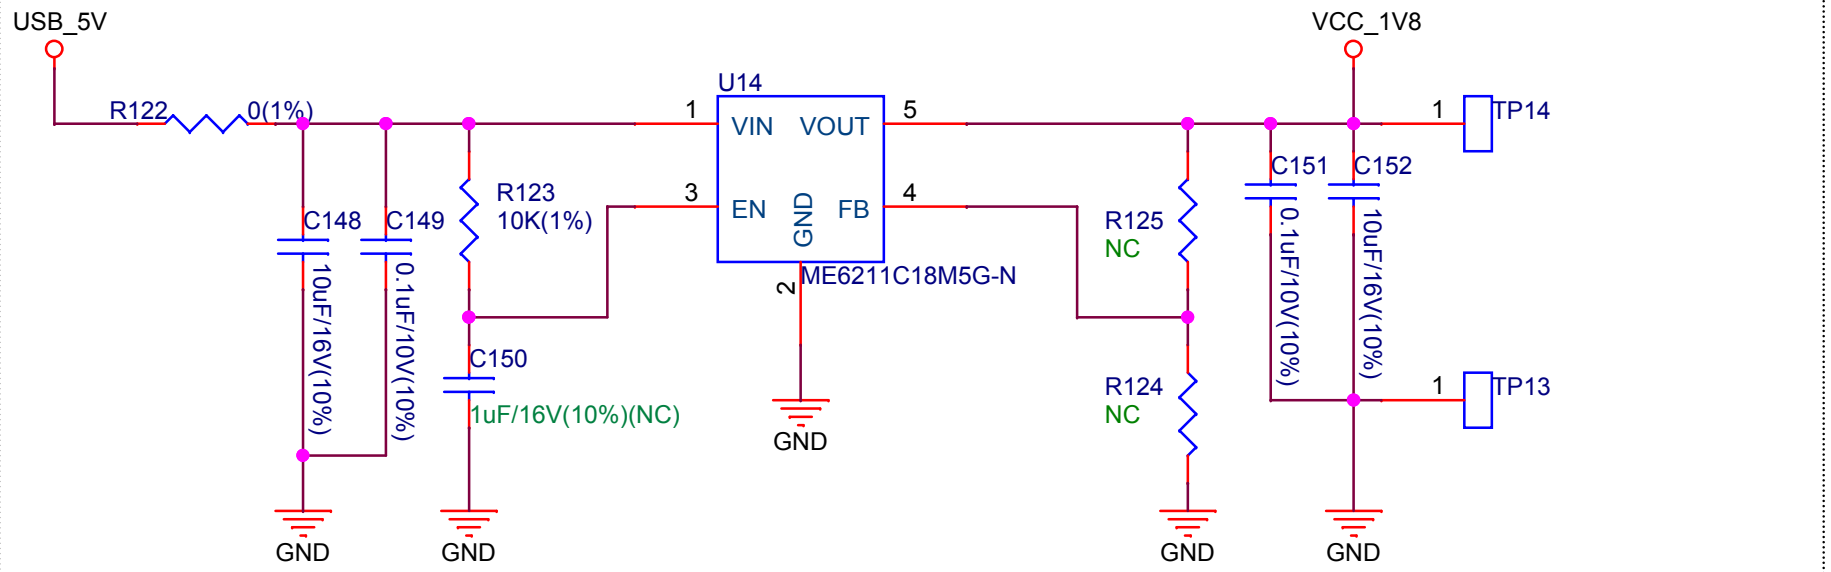 USB_5V
VCC_1V8
R122
0(1%)
U14
1
VIN
VOUT
5
1
TP14
3
EN
GND
FB
4
2
ME6211C18M5G-N
R123
10K(1%)
C148
10uF/16V(10%)
C149
0.1uF/10V(10%)
C150
1uF/16V(10%)(NC)
R125
NC
R124
NC
C151
0.1uF/10V(10%)
C152
10uF/16V(10%)
1
TP13
GND
GND
GND
GND
GND